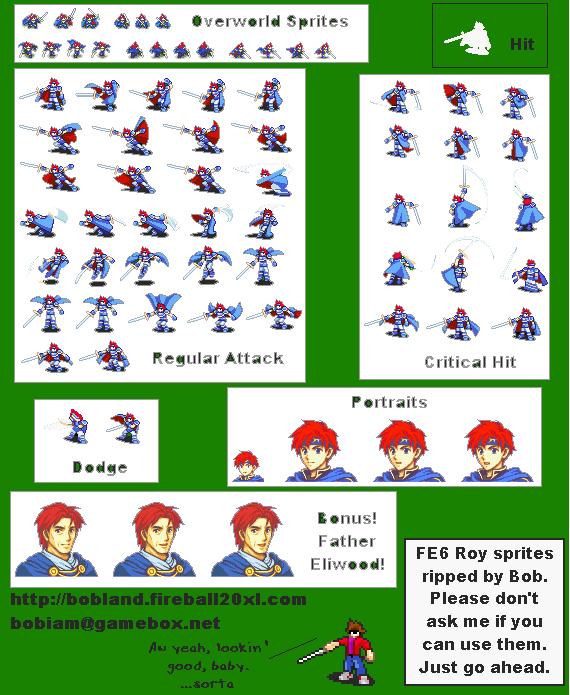 Overworld Sprites
Hit
Regular Attack
Critical Hit
Dodge
Portraits
Bonus!
Father
Eliwood!
http://bobland.fireball20xl.com
bobiam@gamebox.net
Aw yeah, lookin'
good, baby.
...sorta
FE6 Roy sprites
ripped by Bob.
Please don't
ask me if you
can use them.
Just go ahead.